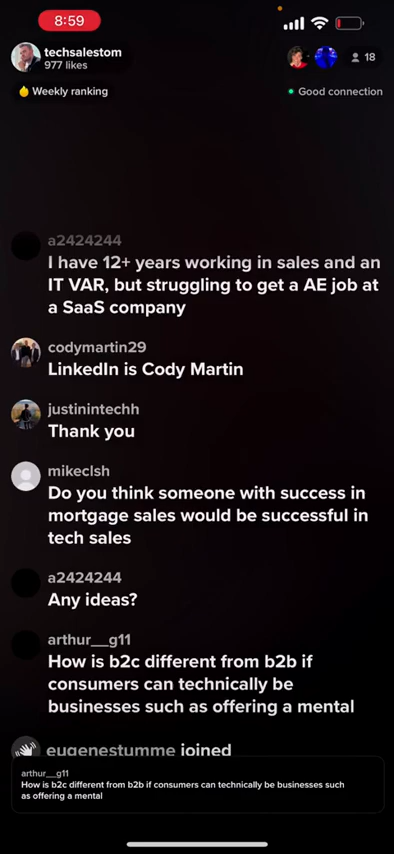 8:59
techsalestom
977 likes
18
Weekly ranking
Good connection
a2424244
I have 12+ years working in sales and an
IT VAR, but struggling to get a AE job at
a SaaS company
codymartin29
LinkedIn is Cody Martin
justinintechh
Thank you
mikeclsh
Do you think someone with success in
mortgage sales would be successful in
tech sales
a2424244
Any ideas?
arthur__g11
How is b2c different from b2b if
consumers can technically be
businesses such as offering a mental
eugenestumme joined
arthur__g11
How is b2c different from b2b if consumers can technically be businesses such
as offering a mental